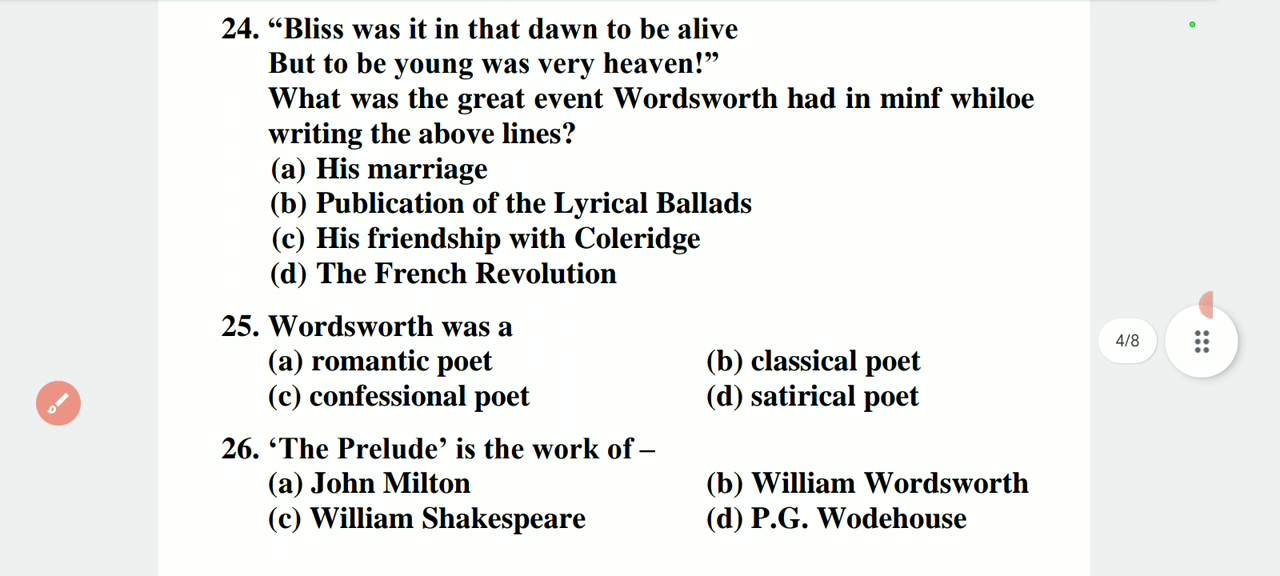 24. “Bliss was it in that dawn to be alive
But to be young was very heaven!”
What was the great event Wordsworth had in minf whiloe
writing the above lines?
(a) His marriage
(b) Publication of the Lyrical Ballads
(c) His friendship with Coleridge
(d) The French Revolution
25. Wordsworth was a
(a) romantic poet (b) classical poet
(c) confessional poet (d) satirical poet
26. ‘The Prelude’ is the work of –
(a) John Milton (b) William Wordsworth
(c) William Shakespeare (d) P.G. Wodehouse
4/8